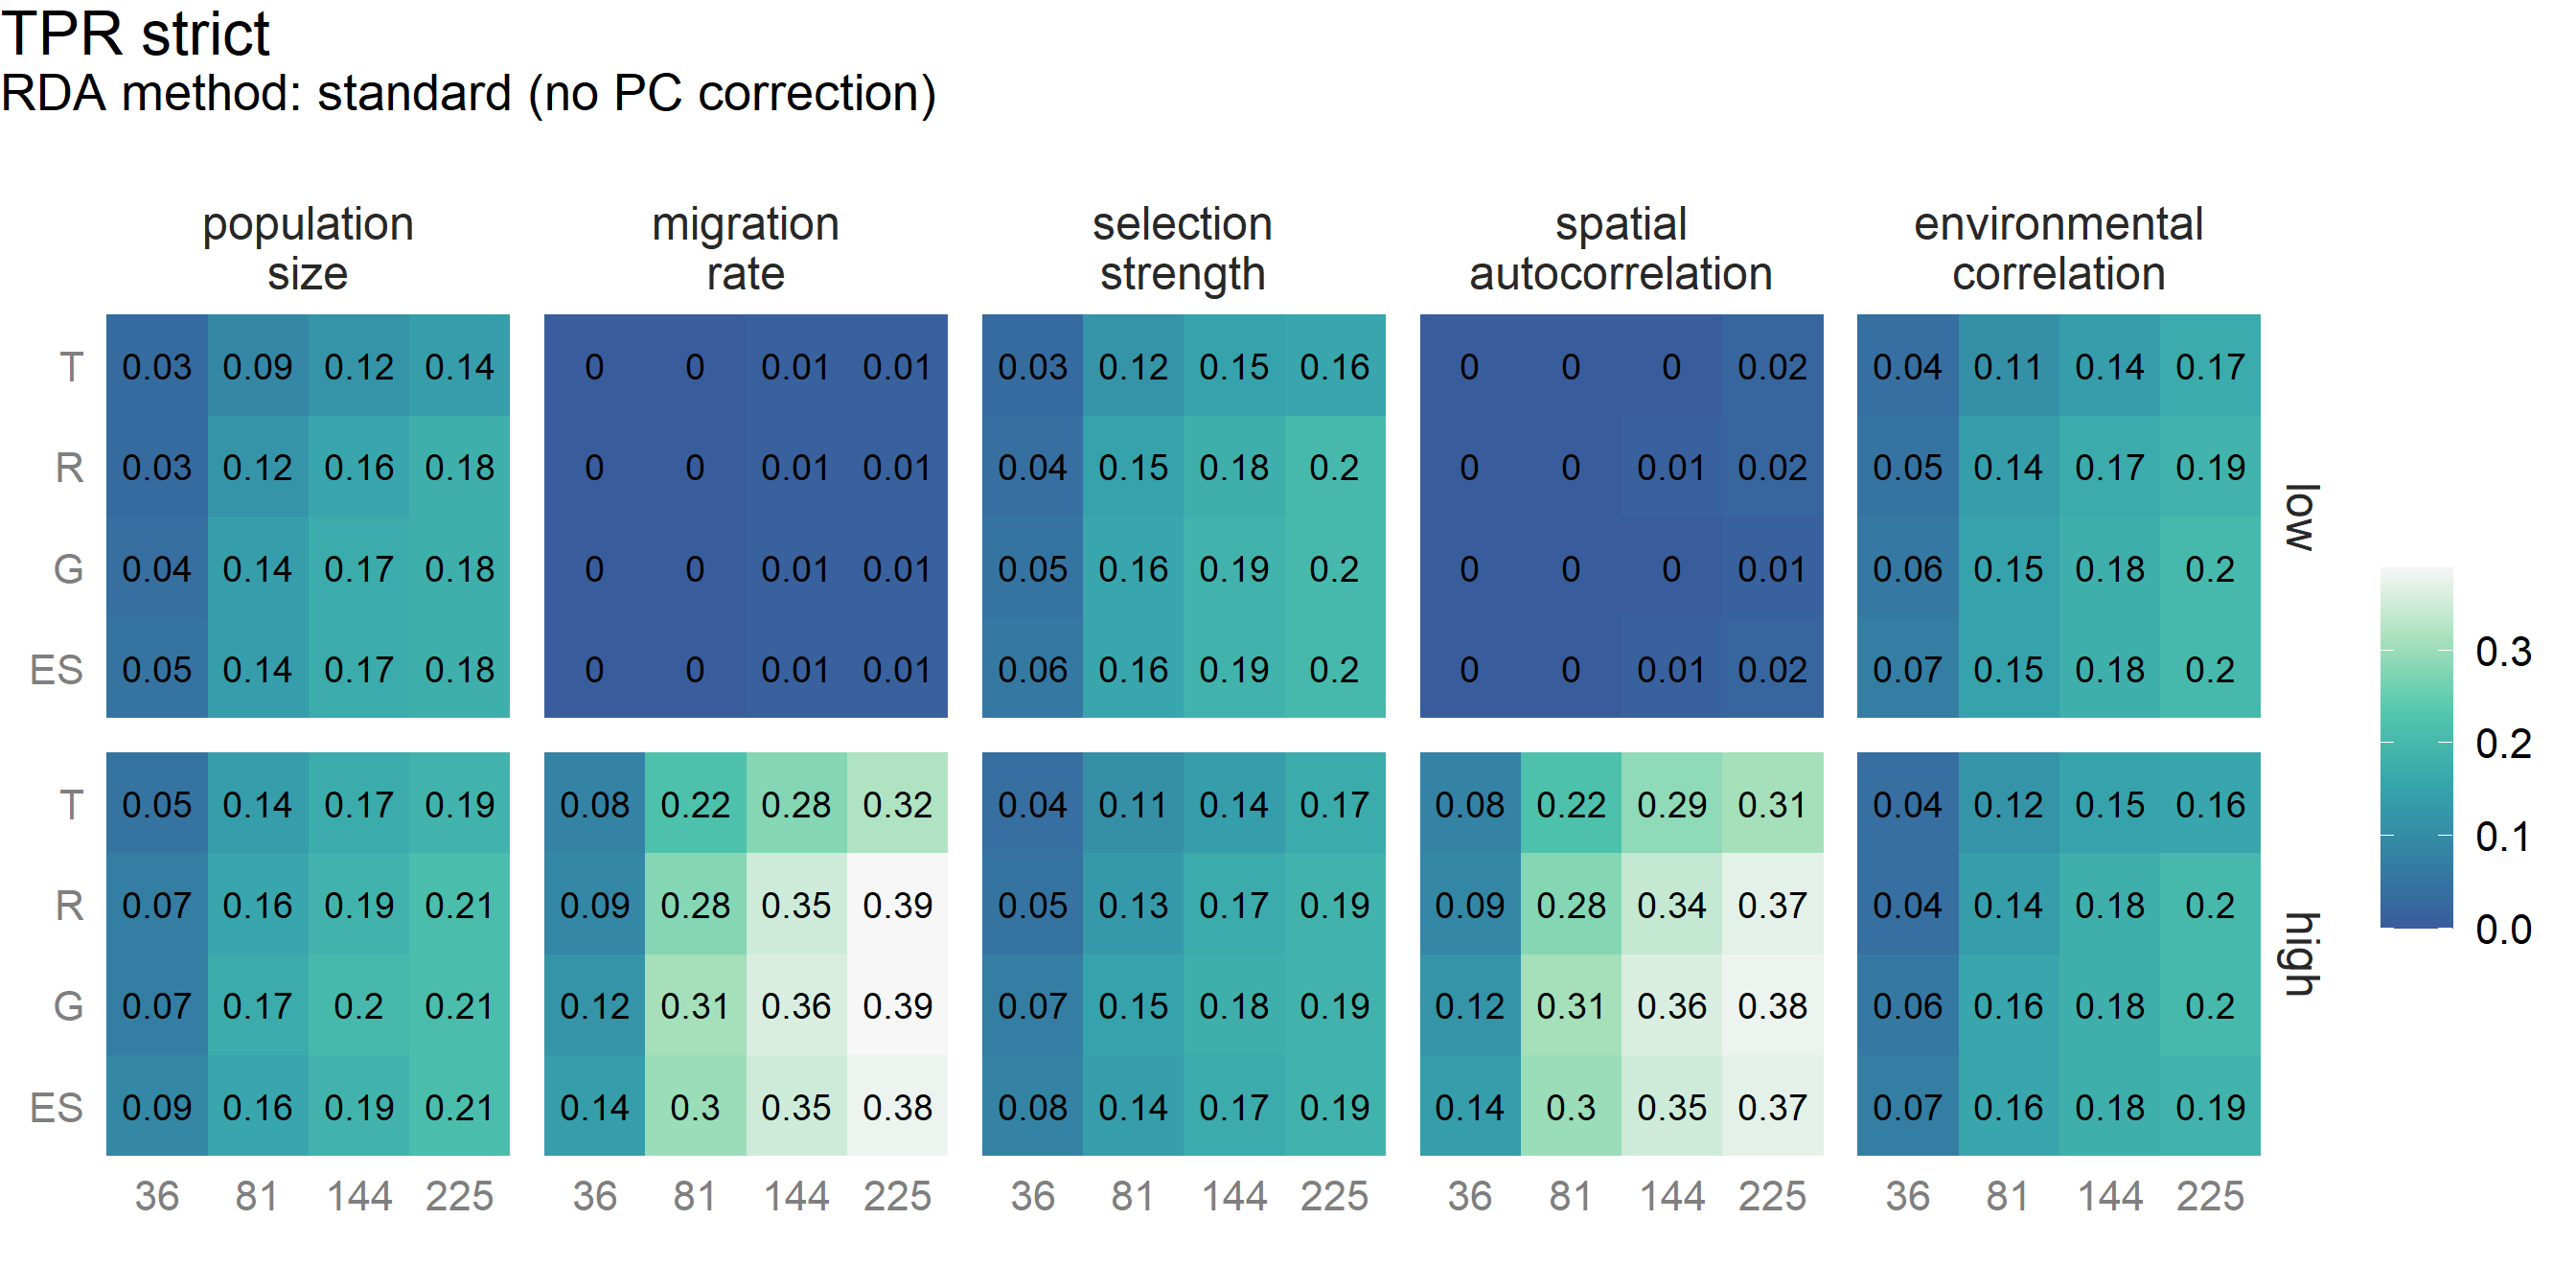 TPR strict
RDA method: standard (no PC correction)
population size
migration rate
selection strength
spatial autocorrelation
environmental correlation
T 0.03 0.09 0.12 0.14 0 0 0.01 0.01 0.03 0.12 0.15 0.16 0 0 0 0.02 0.04 0.11 0.14 0.17
R 0.03 0.12 0.16 0.18 0 0 0.01 0.01 0.04 0.15 0.18 0.2 0 0 0.01 0.02 0.05 0.14 0.17 0.19
G 0.04 0.14 0.17 0.18 0 0 0.01 0.01 0.05 0.16 0.19 0.2 0 0 0 0.01 0.06 0.15 0.18 0.2
ES 0.05 0.14 0.17 0.18 0 0 0.01 0.01 0.06 0.16 0.19 0.2 0 0 0.01 0.02 0.07 0.15 0.18 0.2
low
T 0.05 0.14 0.17 0.19 0.08 0.22 0.28 0.32 0.04 0.11 0.14 0.17 0.08 0.22 0.29 0.31 0.04 0.12 0.15 0.16
R 0.07 0.16 0.19 0.21 0.09 0.28 0.35 0.39 0.05 0.13 0.17 0.19 0.09 0.28 0.34 0.37 0.04 0.14 0.18 0.2
G 0.07 0.17 0.2 0.21 0.12 0.31 0.36 0.39 0.07 0.15 0.18 0.19 0.12 0.31 0.36 0.38 0.06 0.16 0.18 0.2
ES 0.09 0.16 0.19 0.21 0.14 0.3 0.35 0.38 0.08 0.14 0.17 0.19 0.14 0.3 0.35 0.37 0.07 0.16 0.18 0.19
high
36 81 144 225 36 81 144 225 36 81 144 225 36 81 144 225 36 81 144 225
0.3
0.2
0.1
0.0